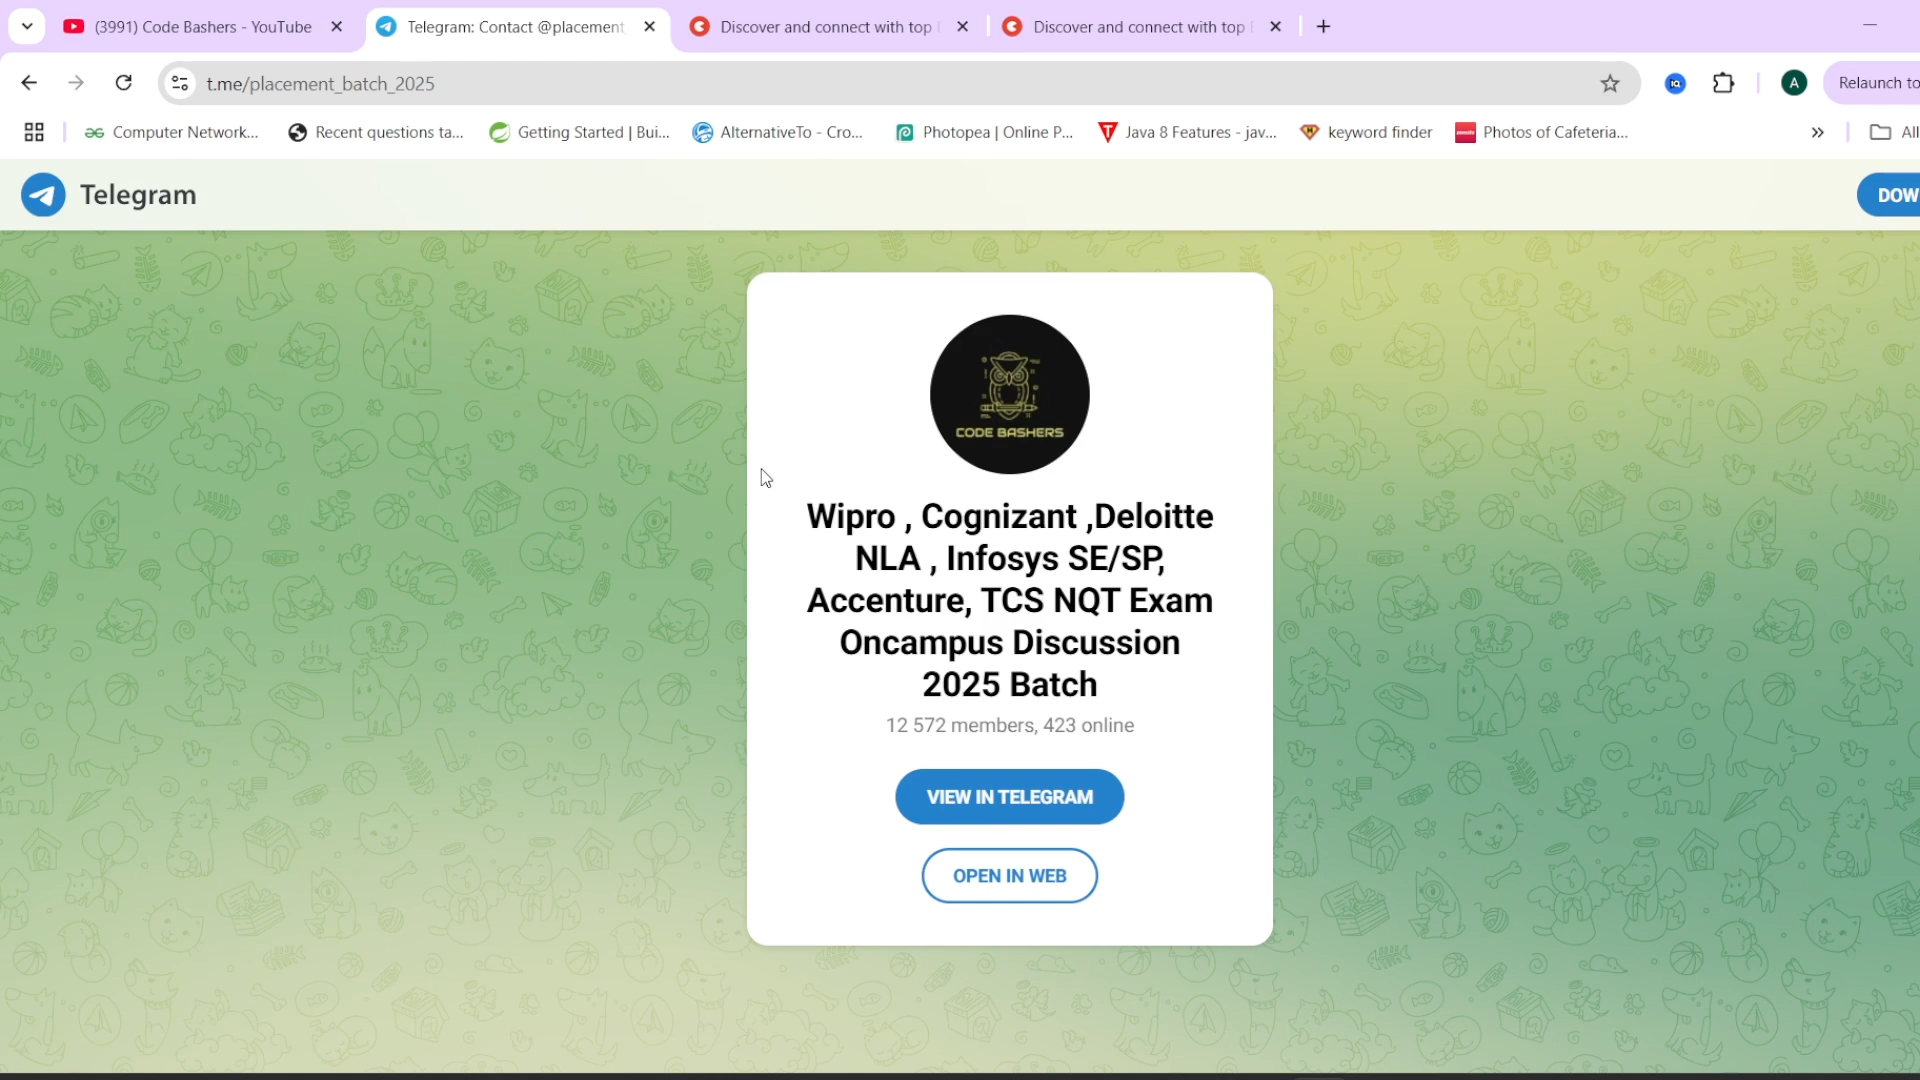 (3991) Code Bashers - YouTube
Telegram: Contact @placement
Discover and connect with top
Discover and connect with top
t.me/placement_batch_2025
A
Relaunch to
Computer Network...
Recent questions ta...
Getting Started | Bui...
AlternativeTo - Cro...
Photopea | Online P...
Java 8 Features - jav...
keyword finder
Photos of Cafeteria...
All
Telegram
DOW
CODE BASHERS
Wipro , Cognizant ,Deloitte
NLA , Infosys SE/SP,
Accenture, TCS NQT Exam
Oncampus Discussion
2025 Batch
12 572 members, 423 online
VIEW IN TELEGRAM
OPEN IN WEB